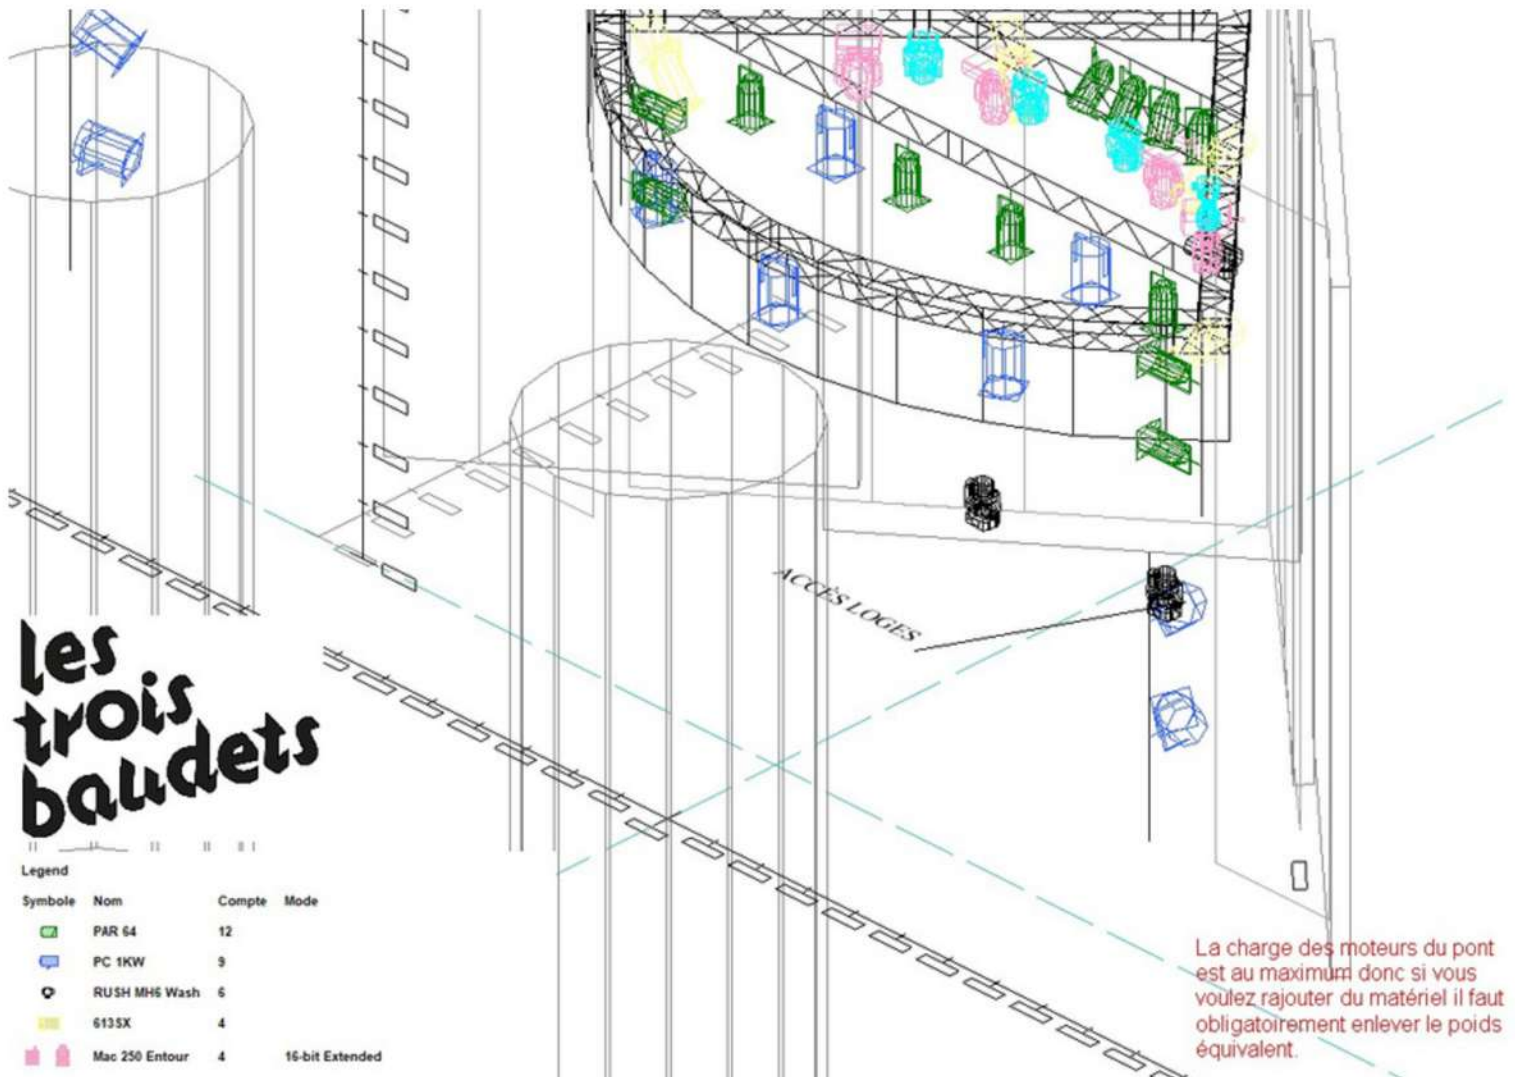 ACCÈS LOGES
les
trois
baudets
Legend
Symbole Nom Compte Mode
PAR 64 12
PC 1KW 9
RUSH MH6 Wash 6
613SX 4
Mac 250 Entour 4 16-bit Extended
La charge des moteurs du pont
est au maximum donc si vous
voulez rajouter du matériel il faut
obligatoirement enlever le poids
équivalent.